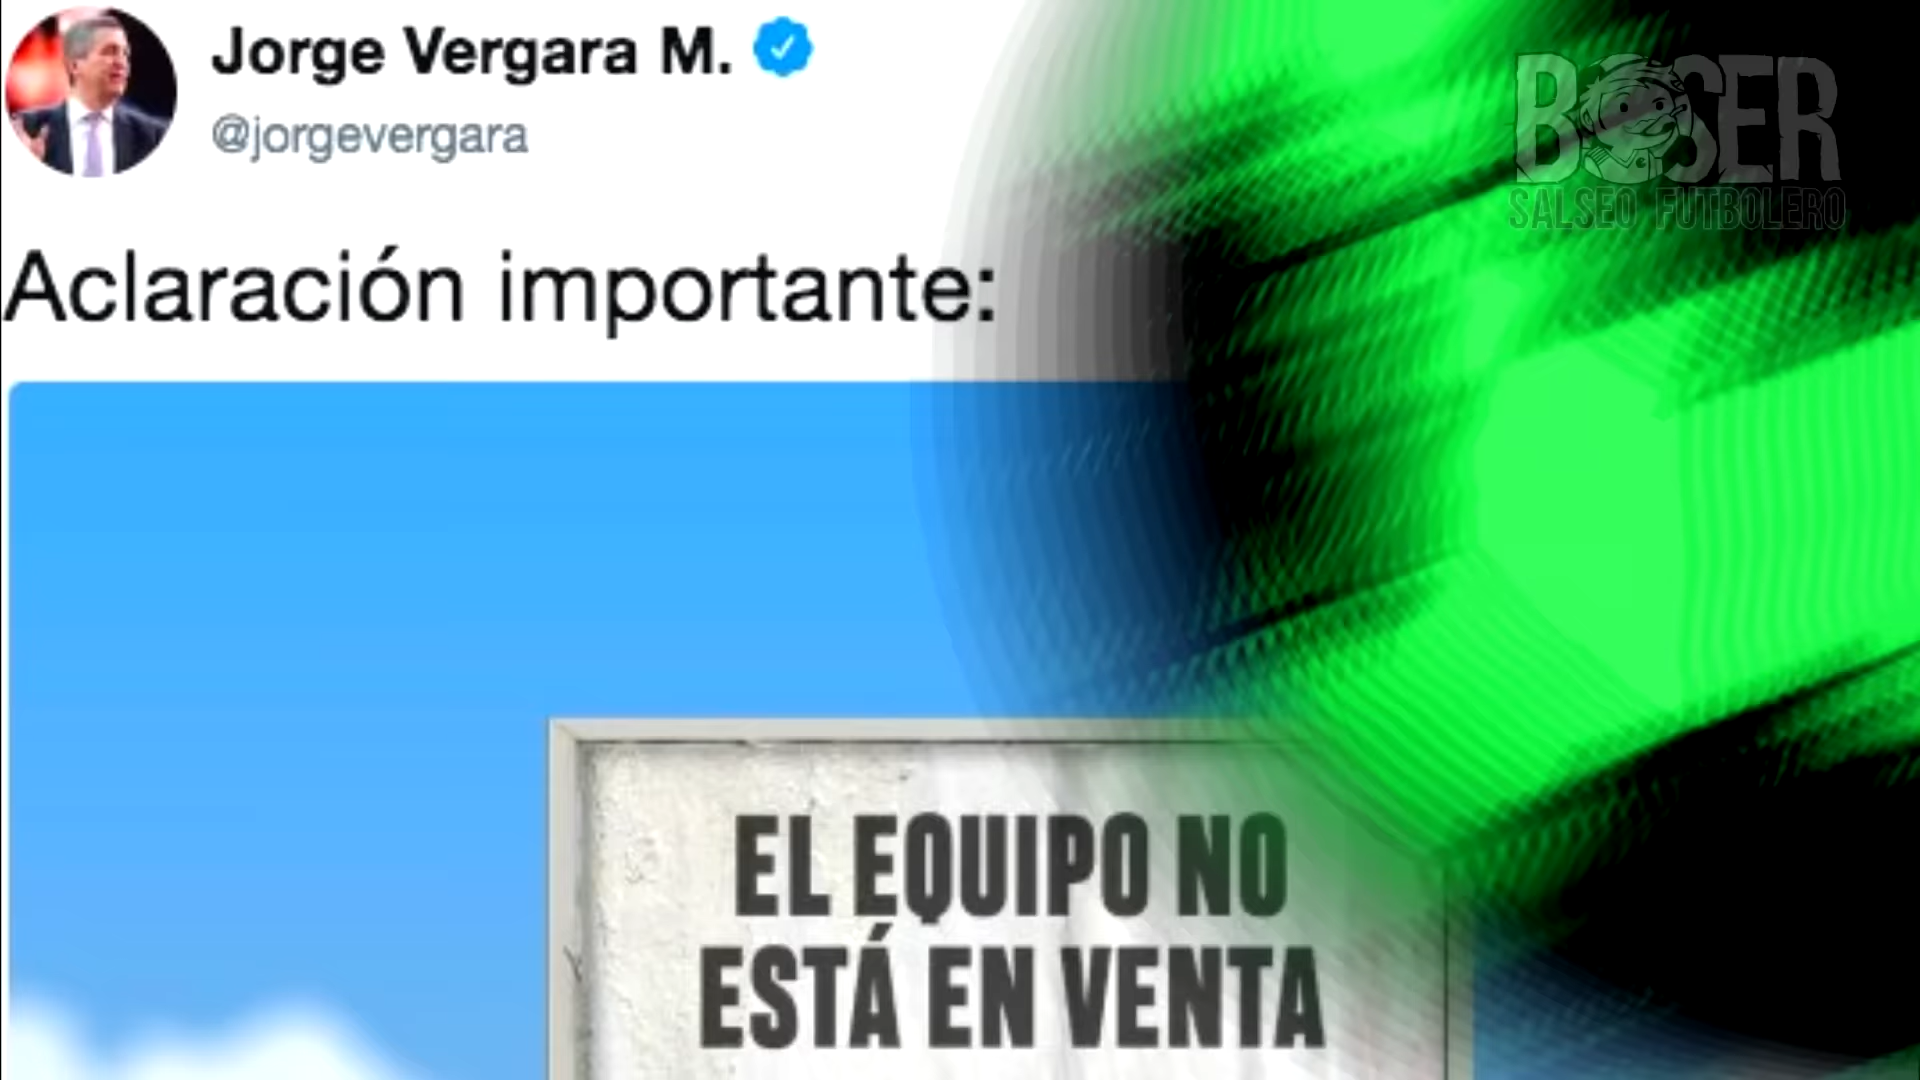 Jorge Vergara M.
@jorgevergara
Aclaración importante:
EL EQUIPO NO
ESTÁ EN VENTA
BOSER
SALSEO FUTBOLERO